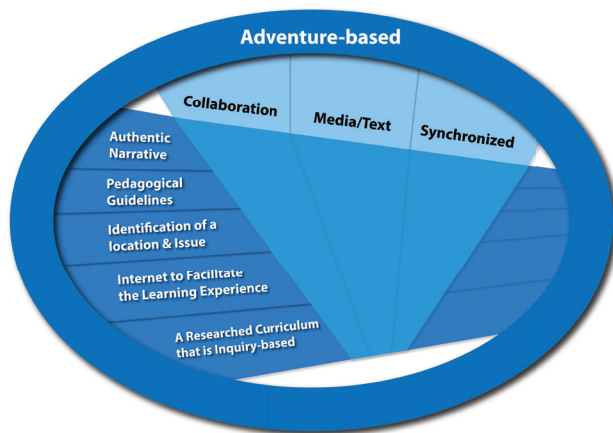 Adventure-based
Collaboration
Media/Text
Synchronized
Authentic
Narrative
Pedagogical
Guidelines
Identification of a
location & Issue
Internet to Facilitate
the Learning Experience
A Researched Curriculum
that is Inquiry-based